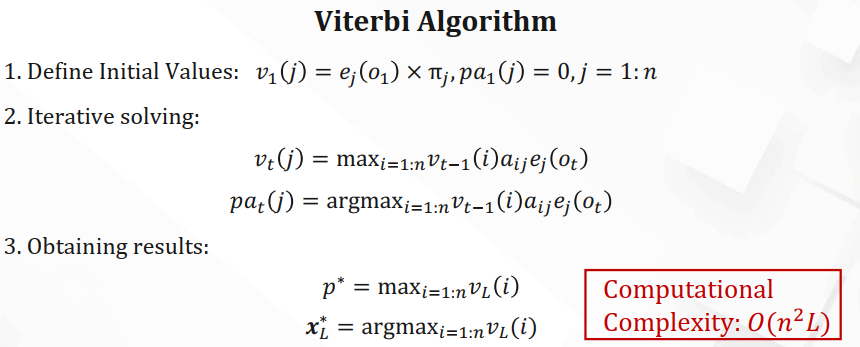 Viterbi Algorithm
1. Define Initial Values: v₁(j) = eⱼ(o₁) × πⱼ, pa₁(j) = 0, j = 1: n
2. Iterative solving:
vₜ(j) = maxᵢ₌₁:ₙvₜ₋₁(i)aᵢⱼeⱼ(oₜ)
paₜ(j) = argmaxᵢ₌₁:ₙvₜ₋₁(i)aᵢⱼeⱼ(oₜ)
3. Obtaining results:
p* = maxᵢ₌₁:ₙv_L(i)
x*_L = argmaxᵢ₌₁:ₙv_L(i)
Computational
Complexity: O(n²L)